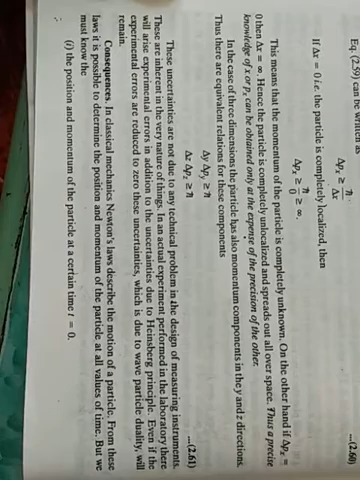 Eq. (2.59) can be written as
Δpₓ ≥ ℏ/Δx ...(2.60)
If Δx = 0 i.e. the particle is completely localized, then
Δpₓ ≥ ℏ/0 ≥ ∞.
This means that the momentum of the particle is completely unknown. On the other hand if Δpₓ =
0 then Δx = ∞. Hence the particle is completely unlocalized and spreads out all over space. Thus a precise
knowledge of x or pₓ can be obtained only at the expense of the precision of the other.
In the case of three dimensions the particle has also momentum components in the y and z directions.
Thus there are equivalent relations for these components
Δy Δpᵧ ≥ ℏ
Δz Δp_z ≥ ℏ ...(2.61)
These uncertainties are not due to any technical problem in the design of measuring instruments.
These are inherent in the very nature of things. In an actual experiment performed in the laboratory there
will arise experimental errors in addition to the uncertainties due to Heinsberg principle. Even if the
experimental errors are reduced to zero these uncertainties, which is due to wave particle duality, will
remain.
Consequences. In classical mechanics Newton's laws describe the motion of a particle. From these
laws it is possible to determine the position and momentum of the particle at all values of time. But we
must know the
(i) the position and momentum of the particle at a certain time t = 0.